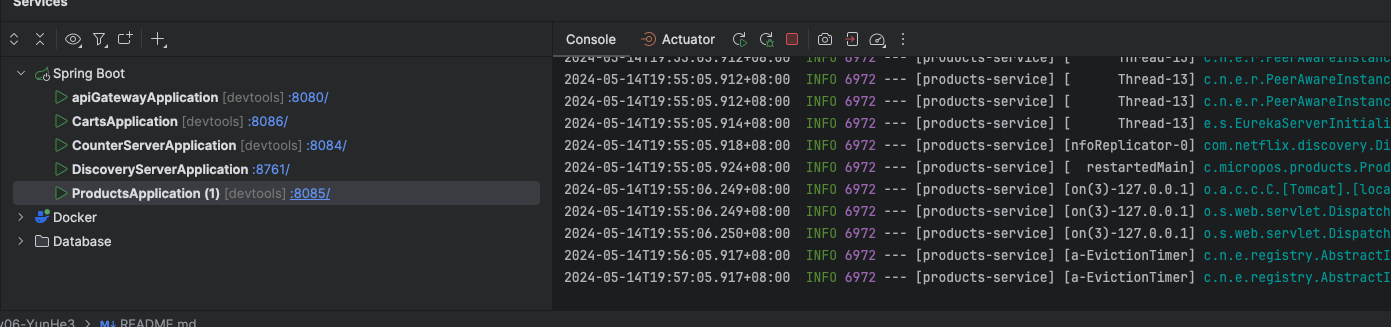 Services
Console Actuator
Spring Boot
apiGatewayApplication [devtools] :8080/
CartsApplication [devtools] :8086/
CounterServerApplication [devtools] :8084/
DiscoveryServerApplication :8761/
ProductsApplication (1) [devtools] :8085/
Docker
Database
2024-05-14T19:55:05.912+08:00 INFO 6972 --- [products-service] [ Thread-13] c.n.e.r.PeerAwareInstanc
2024-05-14T19:55:05.912+08:00 INFO 6972 --- [products-service] [ Thread-13] c.n.e.r.PeerAwareInstanc
2024-05-14T19:55:05.912+08:00 INFO 6972 --- [products-service] [ Thread-13] c.n.e.r.PeerAwareInstanc
2024-05-14T19:55:05.914+08:00 INFO 6972 --- [products-service] [ Thread-13] e.s.EurekaServerInitiali
2024-05-14T19:55:05.918+08:00 INFO 6972 --- [products-service] [nfoReplicator-0] com.netflix.discovery.Di
2024-05-14T19:55:05.924+08:00 INFO 6972 --- [products-service] [ restartedMain] c.micropos.products.Prod
2024-05-14T19:55:06.249+08:00 INFO 6972 --- [products-service] [on(3)-127.0.0.1] o.a.c.c.C.[Tomcat].[loca
2024-05-14T19:55:06.249+08:00 INFO 6972 --- [products-service] [on(3)-127.0.0.1] o.s.web.servlet.Dispatch
2024-05-14T19:55:06.250+08:00 INFO 6972 --- [products-service] [on(3)-127.0.0.1] o.s.web.servlet.Dispatch
2024-05-14T19:56:05.917+08:00 INFO 6972 --- [products-service] [a-EvictionTimer] c.n.e.registry.AbstractI
2024-05-14T19:57:05.917+08:00 INFO 6972 --- [products-service] [a-EvictionTimer] c.n.e.registry.AbstractI
v06-YunHe3 > M↓ README.md